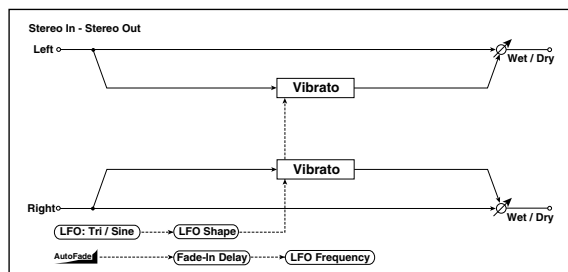 Stereo In - Stereo Out
Left
Wet / Dry
Vibrato
Vibrato
Right
Wet / Dry
LFO: Tri / Sine
LFO Shape
AutoFade
Fade-In Delay
LFO Frequency